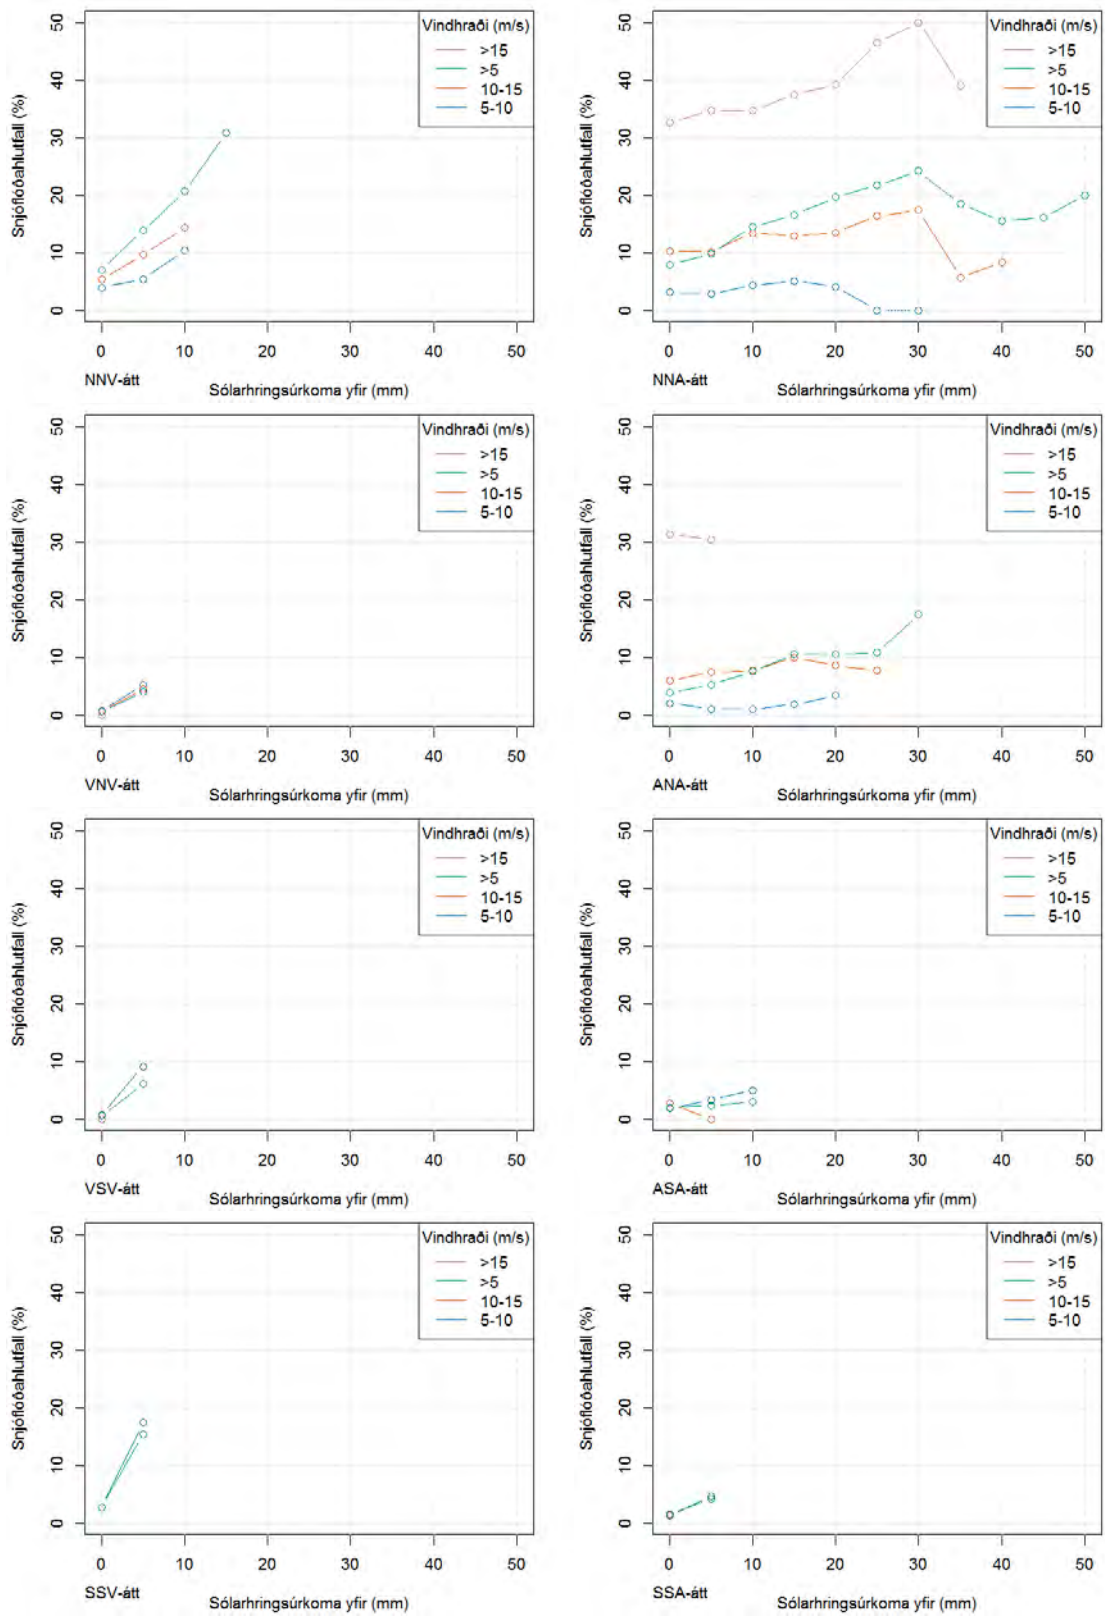 Snjóflóðahlutfall (%)
50
40
30
20
10
0
Vindhraði (m/s)
>15
>5
10-15
5-10
0 10 20 30 40 50
NNV-átt
Sólarhringsúrkoma yfir (mm)
Snjóflóðahlutfall (%)
50
40
30
20
10
0
Vindhraði (m/s)
>15
>5
10-15
5-10
0 10 20 30 40 50
NNA-átt
Sólarhringsúrkoma yfir (mm)
Snjóflóðahlutfall (%)
50
40
30
20
10
0
Vindhraði (m/s)
>15
>5
10-15
5-10
0 10 20 30 40 50
VNV-átt
Sólarhringsúrkoma yfir (mm)
Snjóflóðahlutfall (%)
50
40
30
20
10
0
Vindhraði (m/s)
>15
>5
10-15
5-10
0 10 20 30 40 50
ANA-átt
Sólarhringsúrkoma yfir (mm)
Snjóflóðahlutfall (%)
50
40
30
20
10
0
Vindhraði (m/s)
>15
>5
10-15
5-10
0 10 20 30 40 50
VSV-átt
Sólarhringsúrkoma yfir (mm)
Snjóflóðahlutfall (%)
50
40
30
20
10
0
Vindhraði (m/s)
>15
>5
10-15
5-10
0 10 20 30 40 50
ASA-átt
Sólarhringsúrkoma yfir (mm)
Snjóflóðahlutfall (%)
50
40
30
20
10
0
Vindhraði (m/s)
>15
>5
10-15
5-10
0 10 20 30 40 50
SSV-átt
Sólarhringsúrkoma yfir (mm)
Snjóflóðahlutfall (%)
50
40
30
20
10
0
Vindhraði (m/s)
>15
>5
10-15
5-10
0 10 20 30 40 50
SSA-átt
Sólarhringsúrkoma yfir (mm)